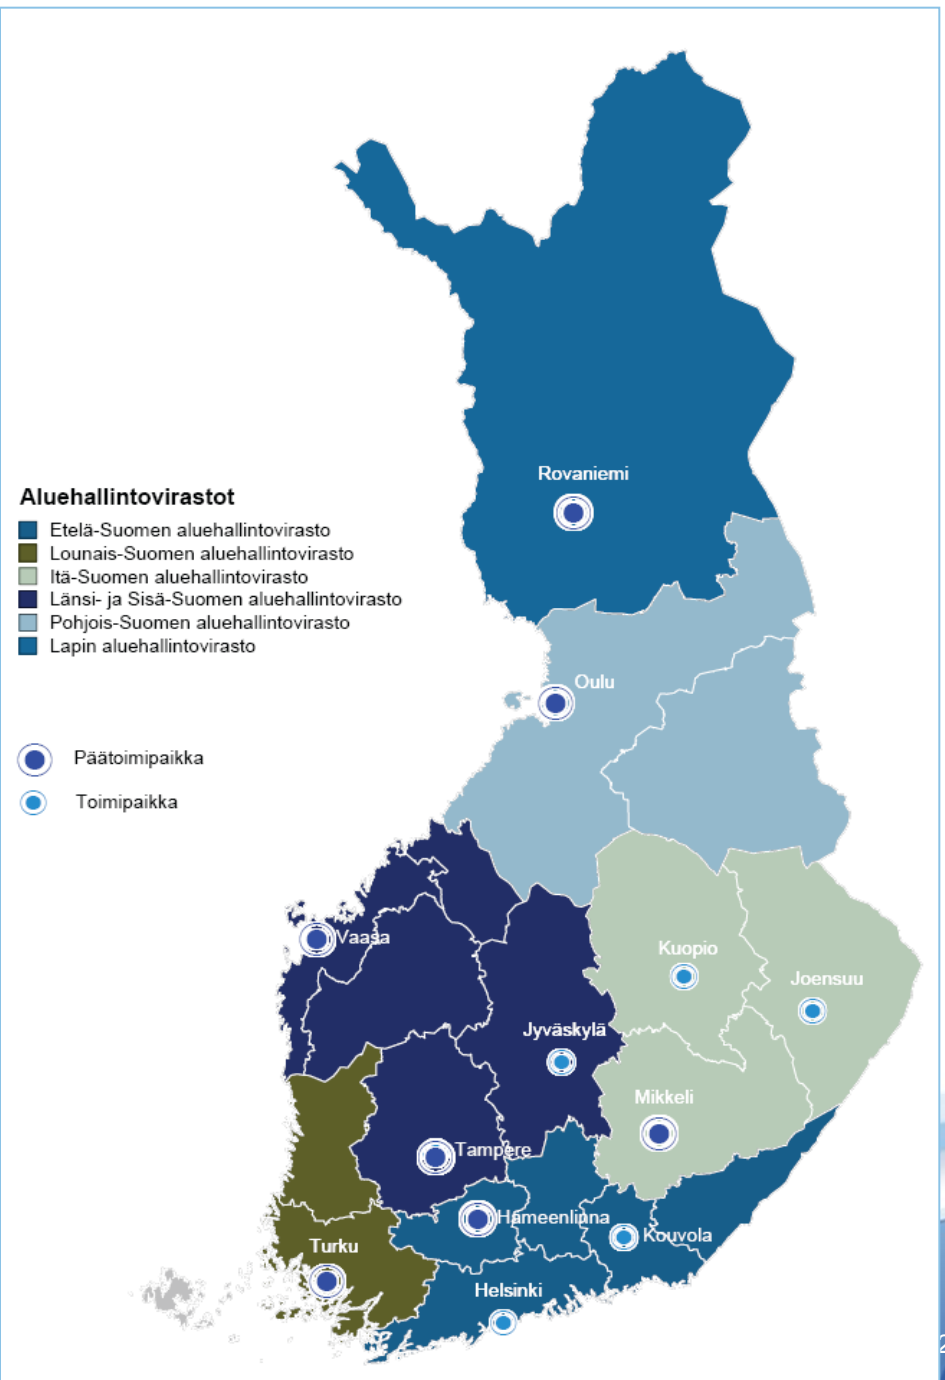 Rovaniemi
Aluehallintovirastot
Etelä-Suomen aluehallintovirasto
Lounais-Suomen aluehallintovirasto
Itä-Suomen aluehallintovirasto
Länsi- ja Sisä-Suomen aluehallintovirasto
Pohjois-Suomen aluehallintovirasto
Lapin aluehallintovirasto
Oulu
Päätoimipaikka
Toimipaikka
Vaasa
Kuopio
Joensuu
Jyväskylä
Mikkeli
Tampere
Hämeenlinna
Kouvola
Turku
Helsinki
2